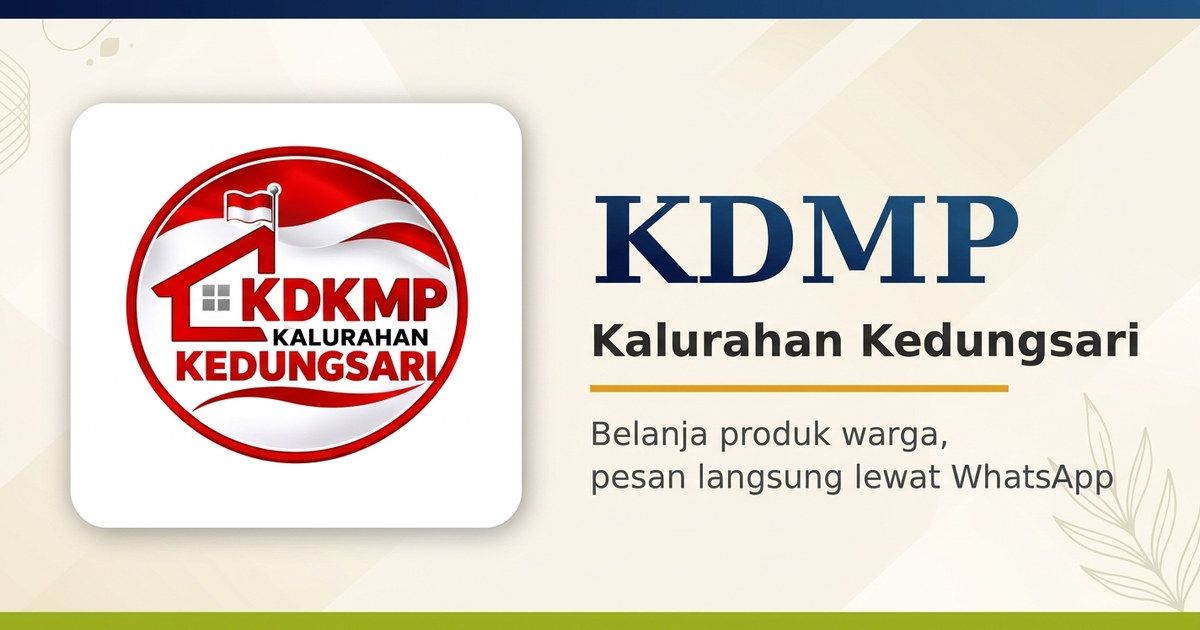 KDKMP
KALURAHAN
KEDUNGSARI
KDMP
Kalurahan Kedungsari
Belanja produk warga,
pesan langsung lewat WhatsApp